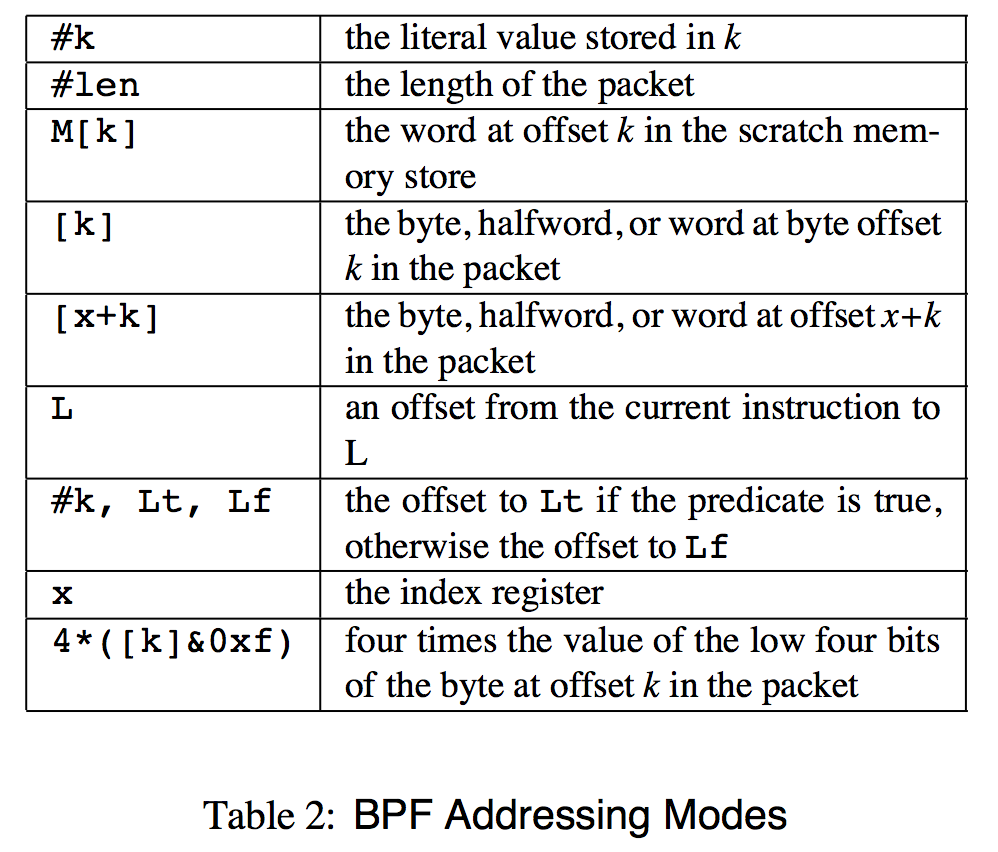 #k the literal value stored in k
#len the length of the packet
M[k] the word at offset k in the scratch mem-
ory store
[k] the byte, halfword, or word at byte offset
k in the packet
[x+k] the byte, halfword, or word at offset x+k
in the packet
L an offset from the current instruction to
L
#k, Lt, Lf the offset to Lt if the predicate is true,
otherwise the offset to Lf
x the index register
4*([k]&0xf) four times the value of the low four bits
of the byte at offset k in the packet
Table 2: BPF Addressing Modes